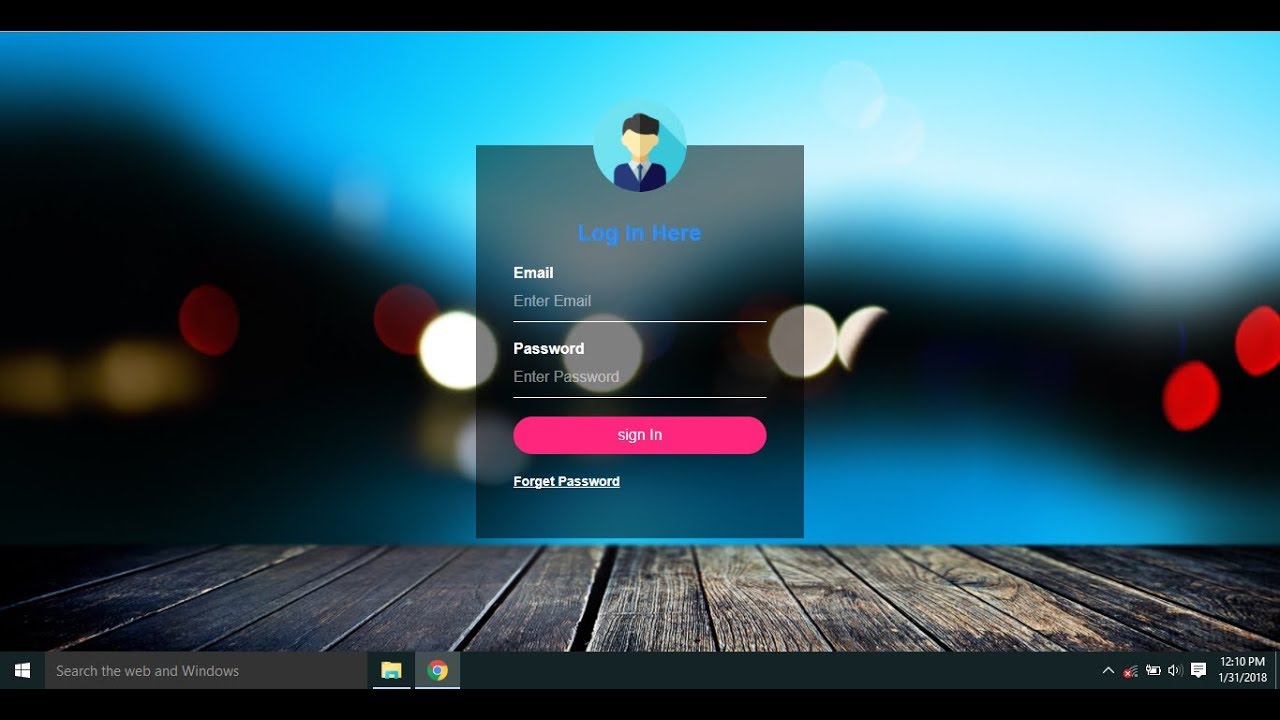 Log In Here
Email
Enter Email
Password
Enter Password
sign In
Forget Password
Search the web and Windows
12:10 PM
1/31/2018